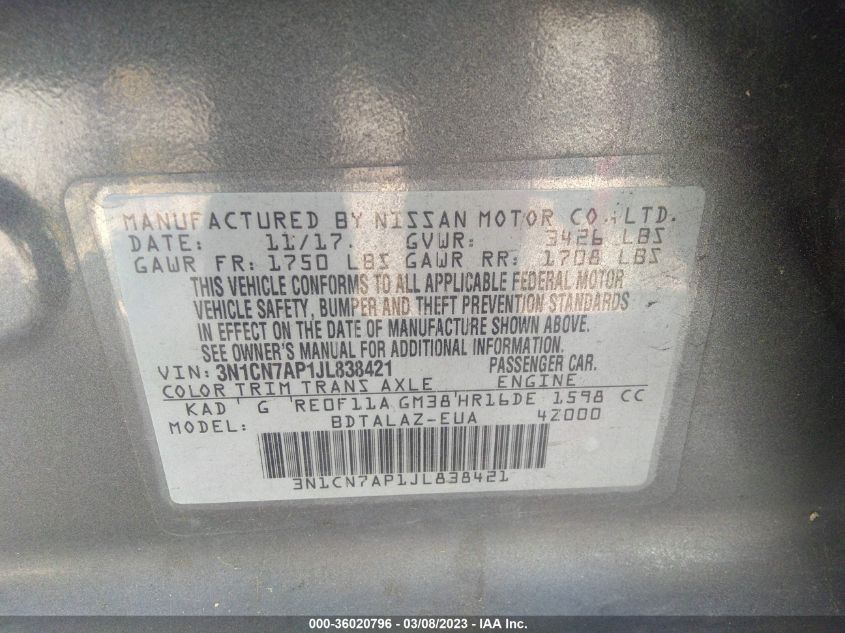 MANUFACTURED BY NISSAN MOTOR CO., LTD.
DATE: 11/17. GVWR: 3426 LBS
GAWR FR: 1750 LBS GAWR RR: 1708 LBS
THIS VEHICLE CONFORMS TO ALL APPLICABLE FEDERAL MOTOR
VEHICLE SAFETY, BUMPER AND THEFT PREVENTION STANDARDS
IN EFFECT ON THE DATE OF MANUFACTURE SHOWN ABOVE.
SEE OWNER'S MANUAL FOR ADDITIONAL INFORMATION.
VIN: 3N1CN7AP1JL838421 PASSENGER CAR.
COLOR TRIM TRANS AXLE ENGINE
KAD ' G 'RE0F11A GM38'HR16DE 1598 CC
MODEL: BDTALAZ-EUA 42000
3N1CN7AP1JL838421
000-36020796 - 03/08/2023 - IAA Inc.